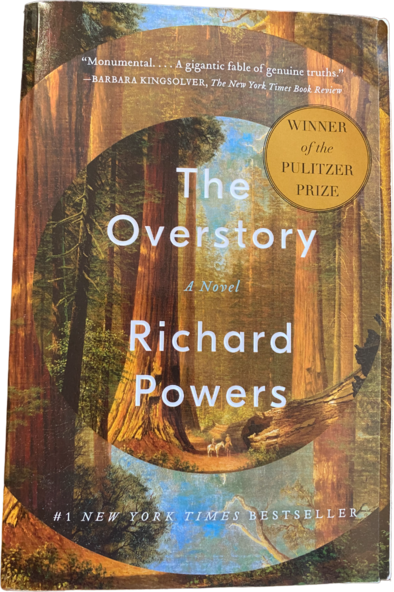 “Monumental. . . . A gigantic fable of genuine truths.”
—BARBARA KINGSOLVER, The New York Times Book Review
WINNER
of the
PULITZER
PRIZE
The
Overstory
A Novel
Richard
Powers
#1 NEW YORK TIMES BESTSELLER